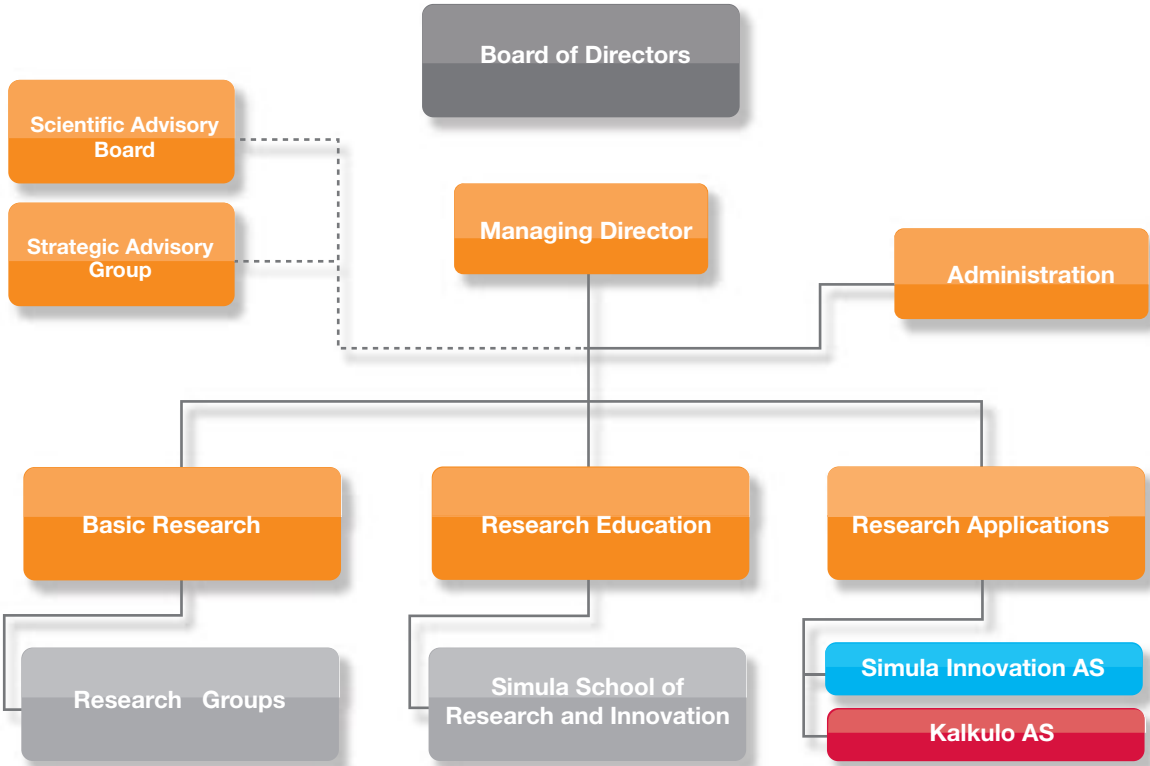 Board of Directors
Scientific Advisory
Board
Managing Director
Strategic Advisory
Group
Administration
Basic Research
Research Education
Research Applications
Research Groups
Simula School of
Research and Innovation
Simula Innovation AS
Kalkulo AS